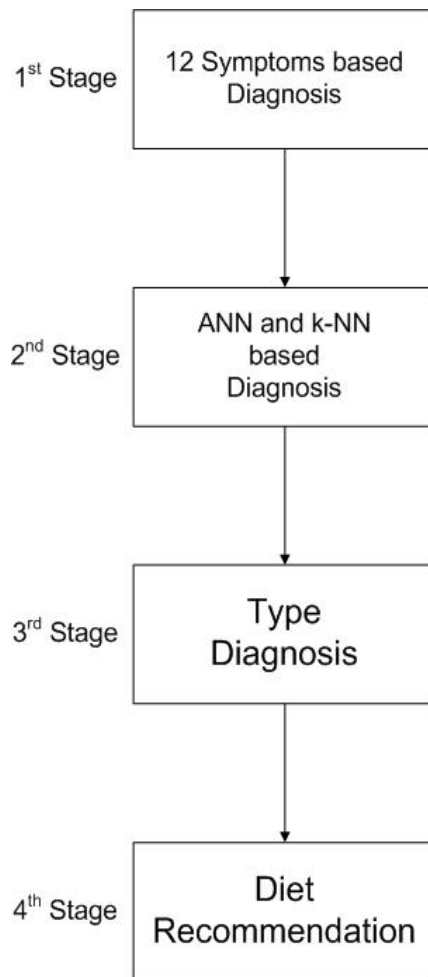 1st Stage
12 Symptoms based
Diagnosis
2nd Stage
ANN and k-NN
based
Diagnosis
3rd Stage
Type
Diagnosis
4th Stage
Diet
Recommendation